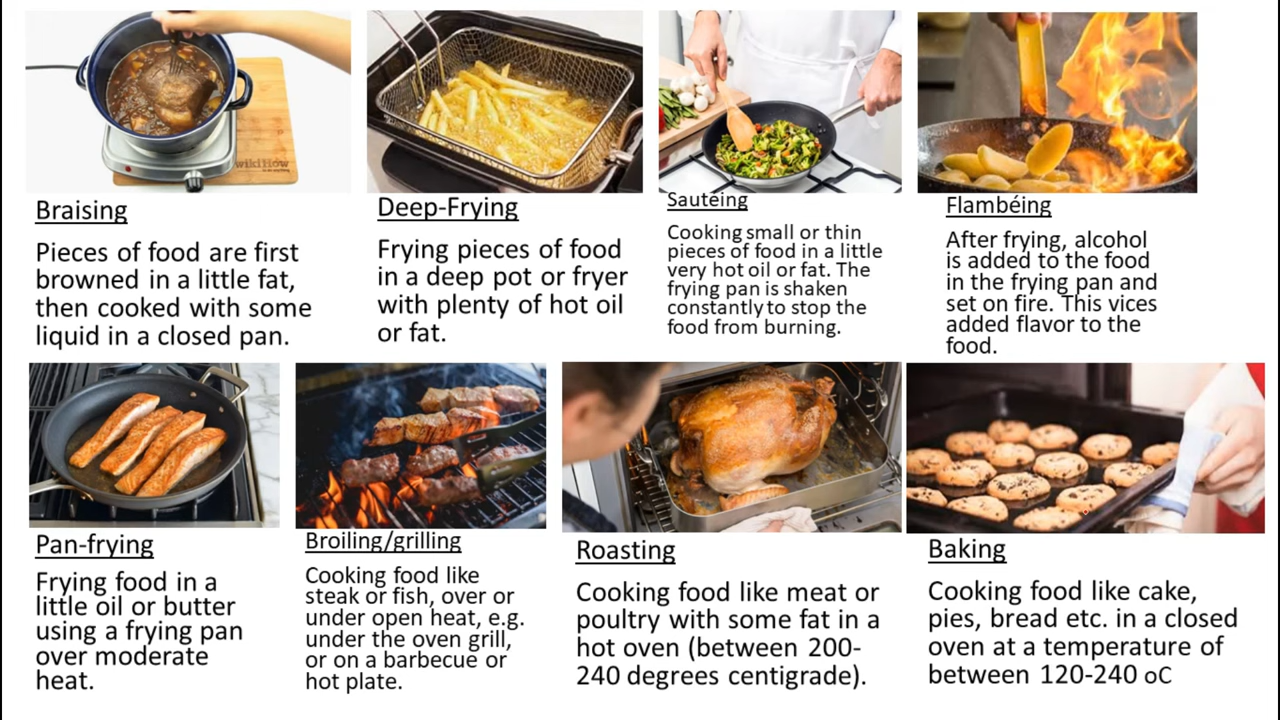 wikiHow
Braising
Pieces of food are first
browned in a little fat,
then cooked with some
liquid in a closed pan.
Deep-Frying
Frying pieces of food
in a deep pot or fryer
with plenty of hot oil
or fat.
Sautéing
Cooking small or thin
pieces of food in a little
very hot oil or fat. The
frying pan is shaken
constantly to stop the
food from burning.
Flambéing
After frying, alcohol
is added to the food
in the frying pan and
set on fire. This vices
added flavor to the
food.
Pan-frying
Frying food in a
little oil or butter
using a frying pan
over moderate
heat.
Broiling/grilling
Cooking food like
steak or fish, over or
under open heat, e.g.
under the oven grill,
or on a barbecue or
hot plate.
Roasting
Cooking food like meat or
poultry with some fat in a
hot oven (between 200-
240 degrees centigrade).
Baking
Cooking food like cake,
pies, bread etc. in a closed
oven at a temperature of
between 120-240 oC